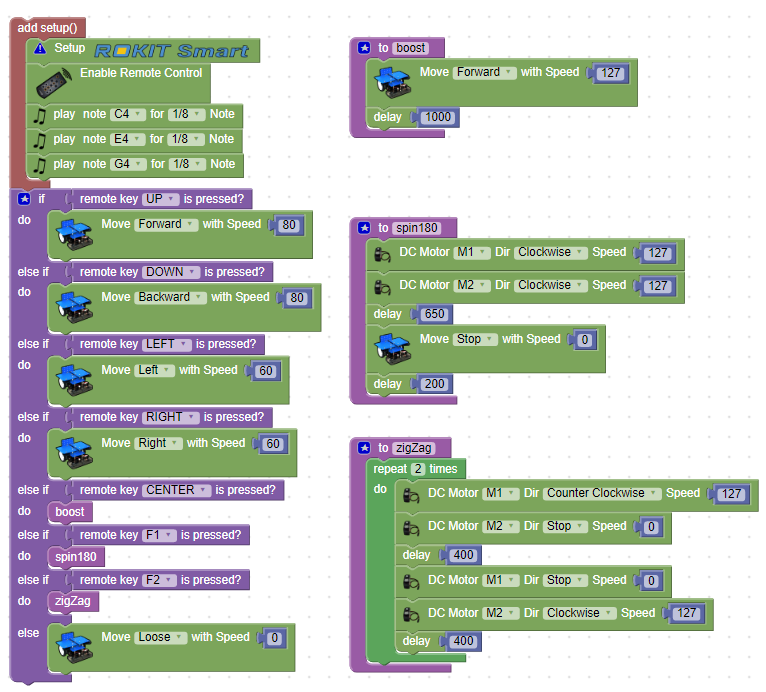 add setup()
Setup ROKIT Smart
Enable Remote Control
play note C4 for 1/8 Note
play note E4 for 1/8 Note
play note G4 for 1/8 Note
if remote key UP is pressed?
do Move Forward with Speed 80
else if remote key DOWN is pressed?
do Move Backward with Speed 80
else if remote key LEFT is pressed?
do Move Left with Speed 60
else if remote key RIGHT is pressed?
do Move Right with Speed 60
else if remote key CENTER is pressed?
do boost
else if remote key F1 is pressed?
do spin180
else if remote key F2 is pressed?
do zigZag
else Move Loose with Speed 0
to boost
Move Forward with Speed 127
delay 1000
to spin180
DC Motor M1 Dir Clockwise Speed 127
DC Motor M2 Dir Clockwise Speed 127
delay 650
Move Stop with Speed 0
delay 200
to zigZag
repeat 2 times
do DC Motor M1 Dir Counter Clockwise Speed 127
DC Motor M2 Dir Stop Speed 0
delay 400
DC Motor M1 Dir Stop Speed 0
DC Motor M2 Dir Clockwise Speed 127
delay 400